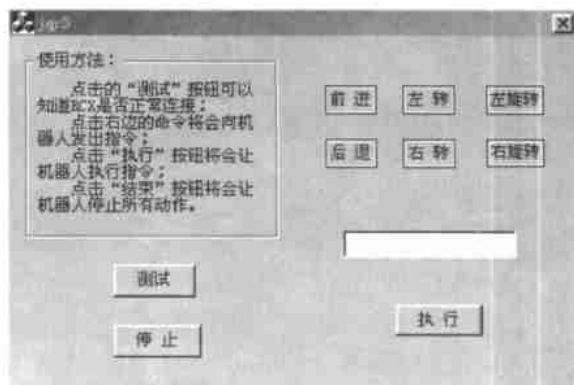 使用方法：
点击的“测试”按钮可以
知道RCX是否正常连接；
点击右边的命令将会向机
器人发出指令；
点击“执行”按钮将会让
机器人执行指令；
点击“结束”按钮将会让
机器人停止所有动作。
前 进
左 转
左旋转
后 退
右 转
右旋转
测试
停 止
执 行